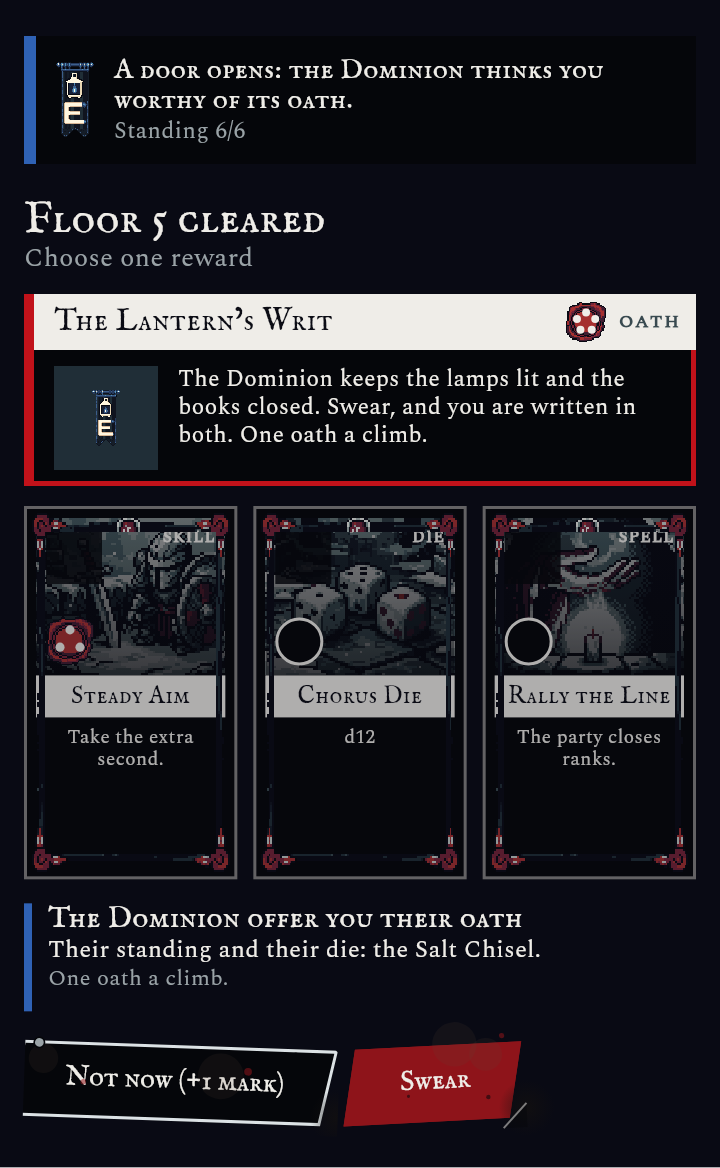 A door opens: the Dominion thinks you
worthy of its oath.
Standing 6/6
E
Floor 5 cleared
Choose one reward
The Lantern's Writ
OATH
E
The Dominion keeps the lamps lit and the
books closed. Swear, and you are written in
both. One oath a climb.
SKILL
Steady Aim
Take the extra
second.
DIE
Chorus Die
d12
SPELL
Rally the Line
The party closes
ranks.
The Dominion offer you their oath
Their standing and their die: the Salt Chisel.
One oath a climb.
Not now (+1 mark)
Swear